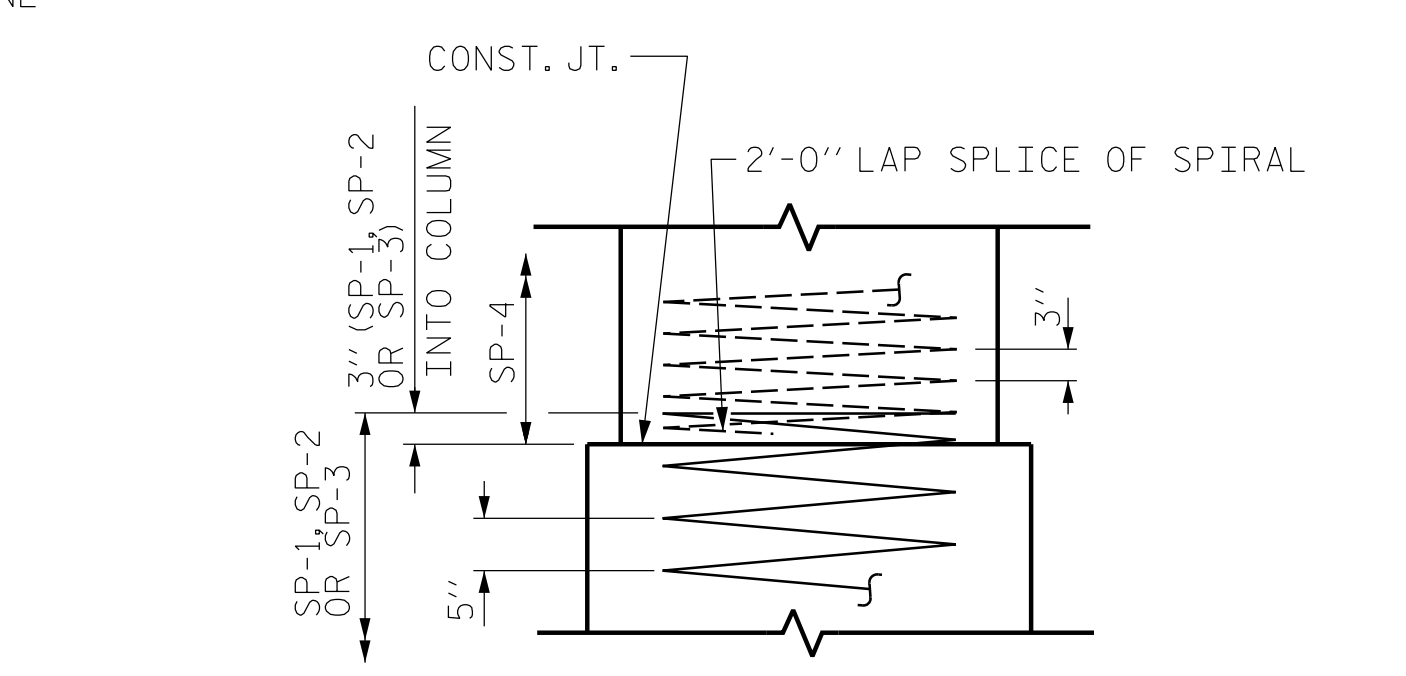 CONST. JT.
2'-0'' LAP SPLICE OF SPIRAL
3'' (SP-1, SP-2
OR SP-3)
INTO COLUMN
SP-4
3''
SP-1, SP-2
OR SP-3
5''